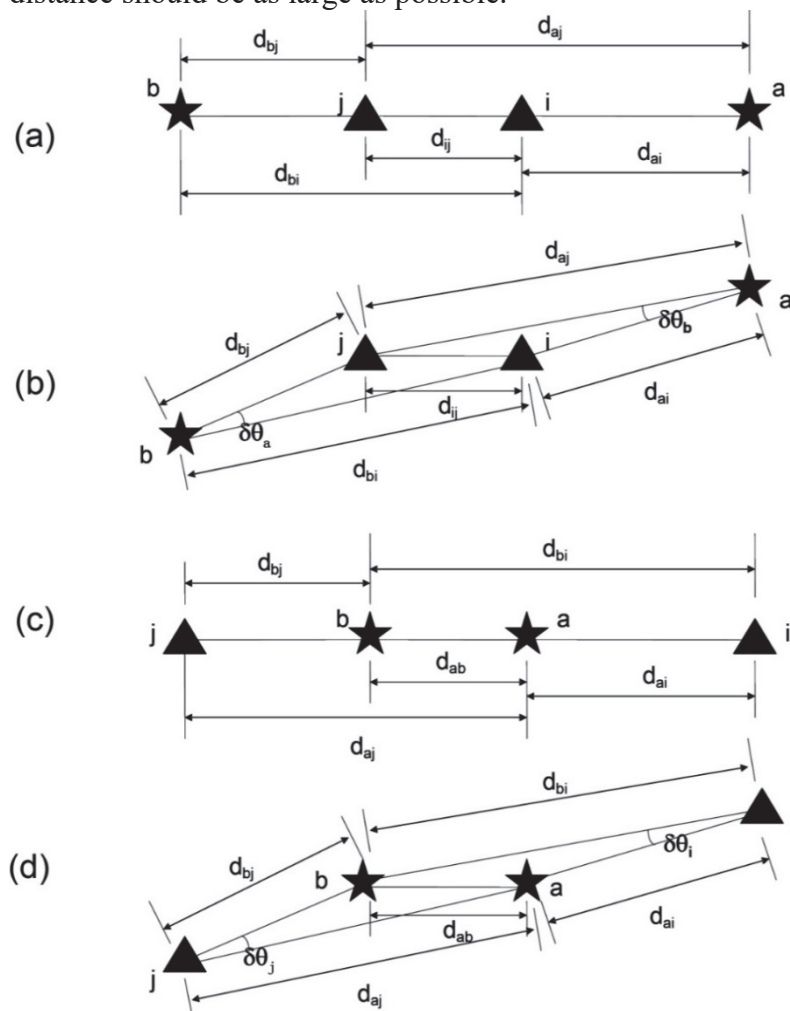 distance should be as large as possible.
d_bj
d_aj
b
j
i
a
(a)
d_ij
d_ai
d_bi
d_aj
a
d_bj
j
i
δθ_b
(b)
d_ij
d_ai
b
δθ_a
d_bi
d_bj
d_bi
(c)
j
b
a
i
d_ab
d_ai
d_aj
d_bi
d_bj
δθ_i
(d)
b
a
d_ab
d_ai
j
δθ_j
d_aj